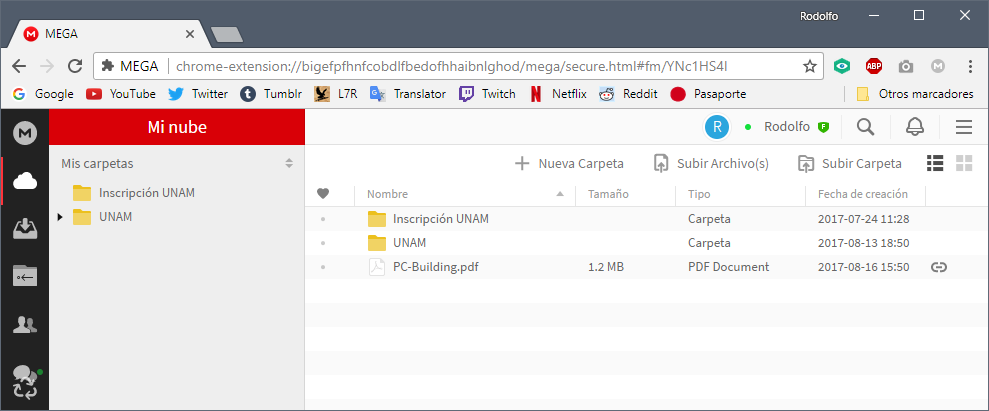 Rodolfo
MEGA
MEGA chrome-extension://bigefpfhnfcobdlfbedofhhaibnlghod/mega/secure.html#fm/YNc1HS4I ABP
Google YouTube Twitter Tumblr L7R Translator Twitch Netflix Reddit Pasaporte Otros marcadores
M Mi nube R Rodolfo
Mis carpetas Nueva Carpeta Subir Archivo(s) Subir Carpeta
Nombre Tamaño Tipo Fecha de creación
Inscripción UNAM
UNAM
Inscripción UNAM Carpeta 2017-07-24 11:28
UNAM Carpeta 2017-08-13 18:50
PC-Building.pdf 1.2 MB PDF Document 2017-08-16 15:50